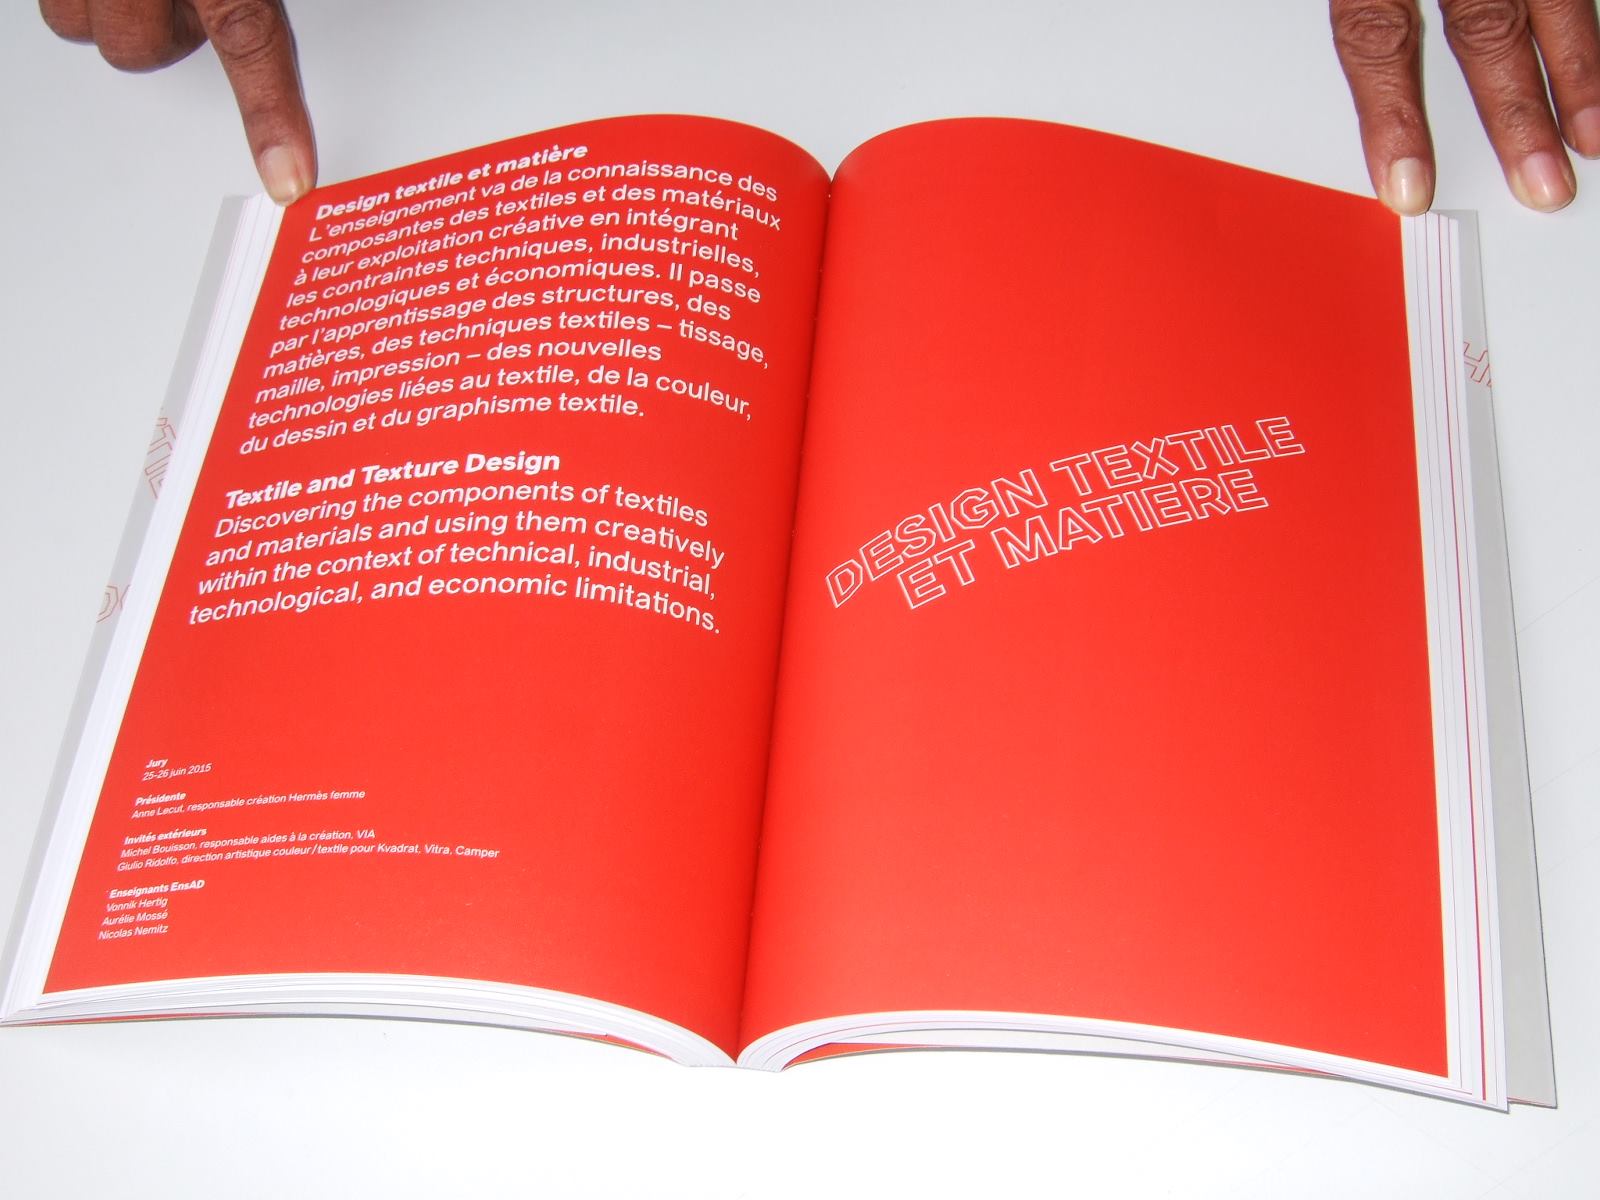 Design textile et matière
L'enseignement va de la connaissance des
composantes des textiles et des matériaux
à leur exploitation créative en intégrant
les contraintes techniques, industrielles,
technologiques et économiques. Il passe
par l'apprentissage des structures, des
matières, des techniques textiles – tissage,
maille, impression – des nouvelles
technologies liées au textile, de la couleur,
du dessin et du graphisme textile.
Textile and Texture Design
Discovering the components of textiles
and materials and using them creatively
within the context of technical, industrial,
technological, and economic limitations.
Jury
25-26 juin 2015
Présidente
Anne Lecut, responsable création Hermès femme
Invités extérieurs
Michel Bouisson, responsable aides à la création, VIA
Giulio Ridolfo, direction artistique couleur/textile pour Kvadrat, Vitra, Camper
Enseignants EnsAD
Vonnik Hertig
Aurélie Mossé
Nicolas Nemitz
DESIGN TEXTILE
ET MATIERE